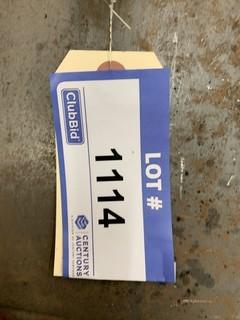 LOT #
1114
ClubBid
CENTURY
AUCTIONS